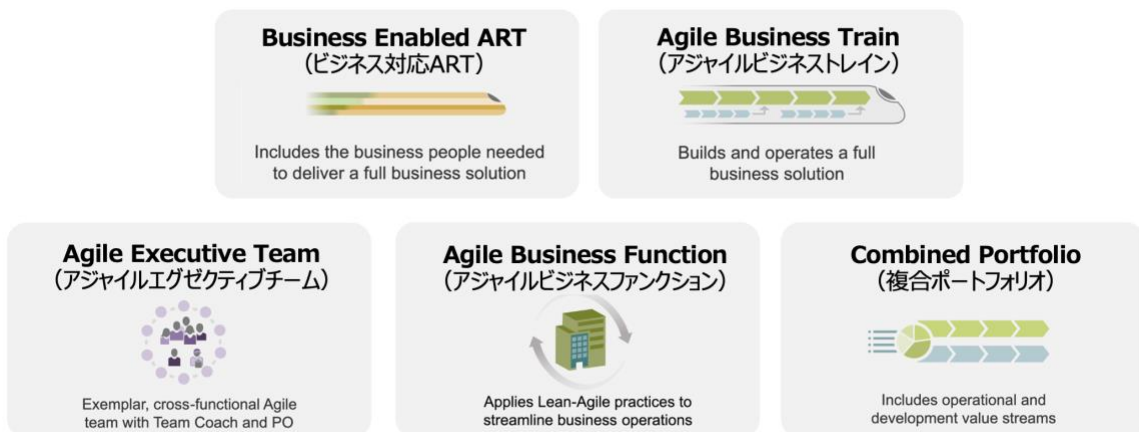 Business Enabled ART
（ビジネス対応ART）
Includes the business people needed
to deliver a full business solution
Agile Business Train
（アジャイルビジネストレイン）
Builds and operates a full
business solution
Agile Executive Team
（アジャイルエグゼクティブチーム）
Exemplar, cross-functional Agile
team with Team Coach and PO
Agile Business Function
（アジャイルビジネスファンクション）
Applies Lean-Agile practices to
streamline business operations
Combined Portfolio
（複合ポートフォリオ）
Includes operational and
development value streams